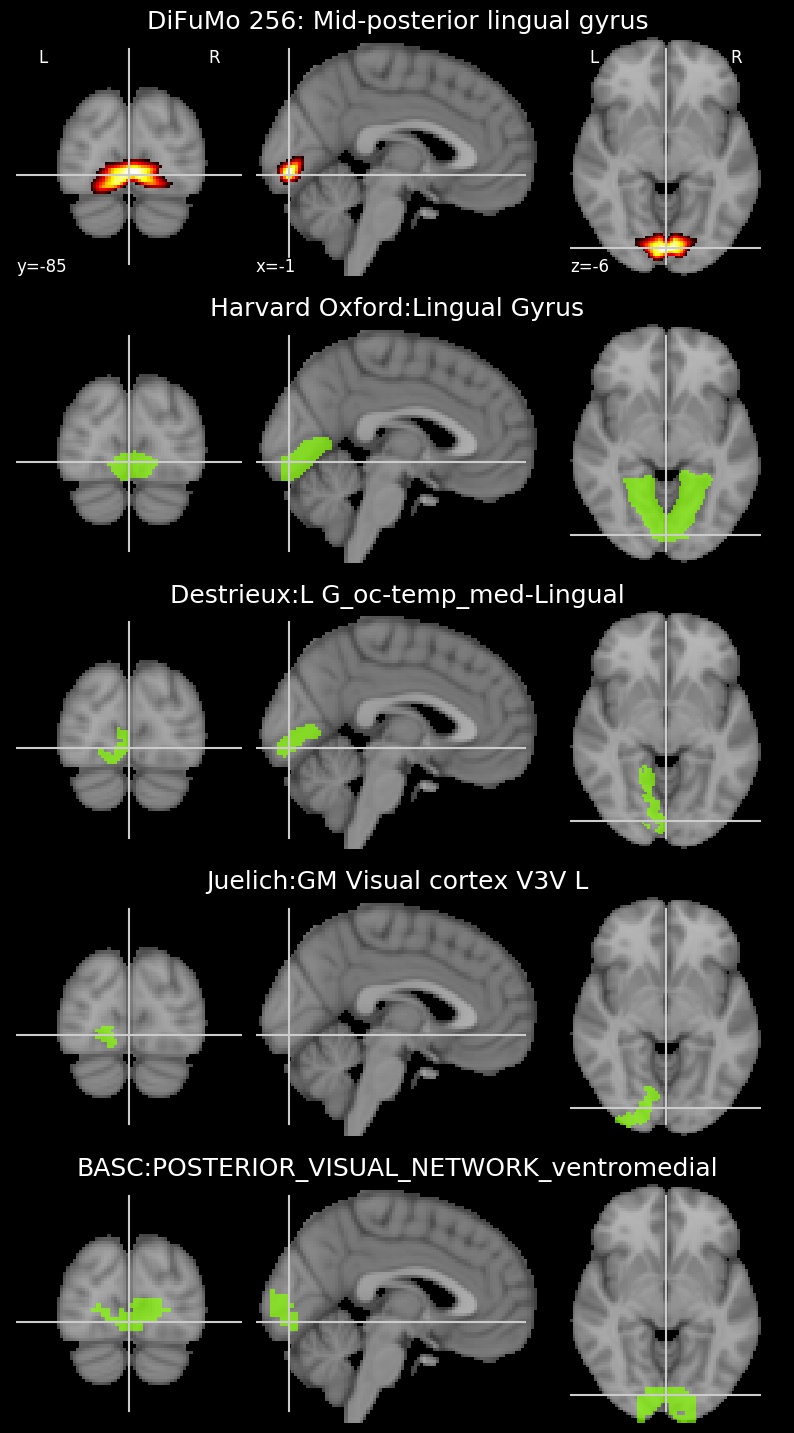 DiFuMo 256: Mid-posterior lingual gyrus
L R L R
y=-85 x=-1 z=-6
Harvard Oxford:Lingual Gyrus
Destrieux:L G_oc-temp_med-Lingual
Juelich:GM Visual cortex V3V L
BASC:POSTERIOR_VISUAL_NETWORK_ventromedial